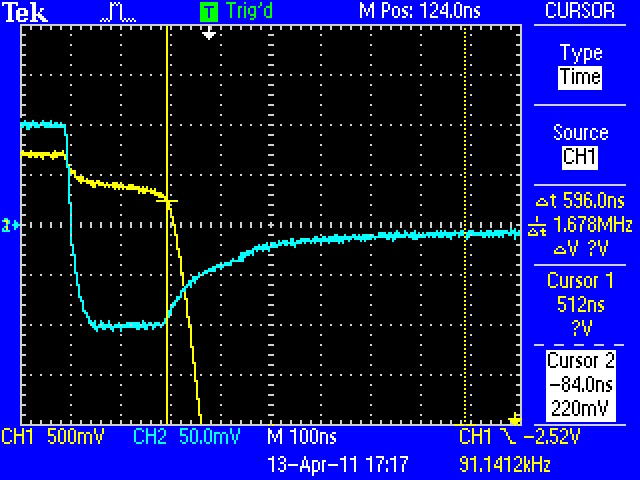 Tek T Trig'd M Pos: 124.0ns CURSOR
Type
Time
Source
CH1
Δt 596.0ns
1/Δt 1.678MHz
ΔV ?V
Cursor 1
512ns
?V
Cursor 2
-84.0ns
220mV
2
CH1 500mV CH2 50.0mV M 100ns CH1 -2.52V
13-Apr-11 17:17 91.1412kHz